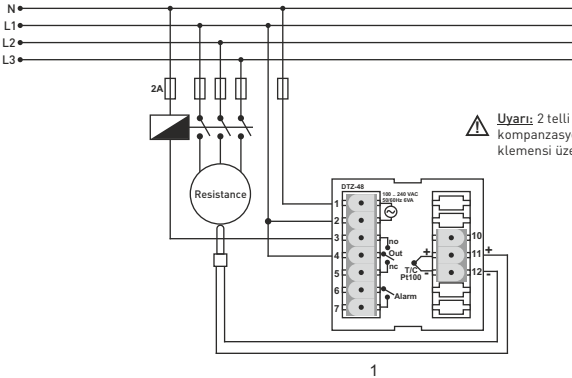 N
L1
L2
L3
2A
Uyarı: 2 telli
kompanzasy
klemensi üze
Resistance
DTZ-48
100 .. 240 VAC
50/60Hz 6VA
1
2
3
4
5
6
7
no
Out
nc
Alarm
T/C
Pt100
+
-
10
11
12
+
-
1